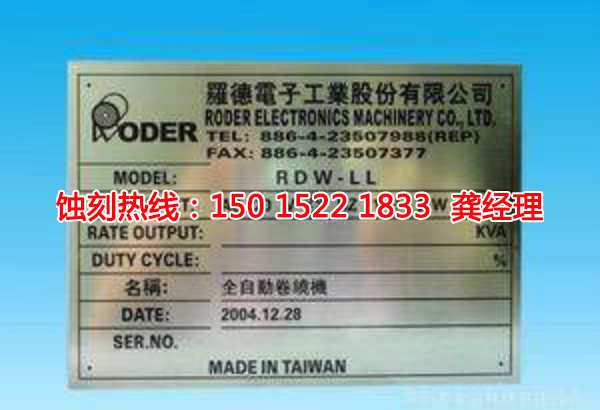 羅德電子工業股份有限公司
RODER
RODER ELECTRONICS MACHINERY CO., LTD.
TEL: 886-4-23507988(REP)
FAX: 886-4-23507377
MODEL: RDW-LL
蚀刻热线：150 1522 1833 龚经理
RATE OUTPUT: KVA
DUTY CYCLE: %
名稱: 全自動卷繞機
DATE: 2004.12.28
SER.NO.
MADE IN TAIWAN